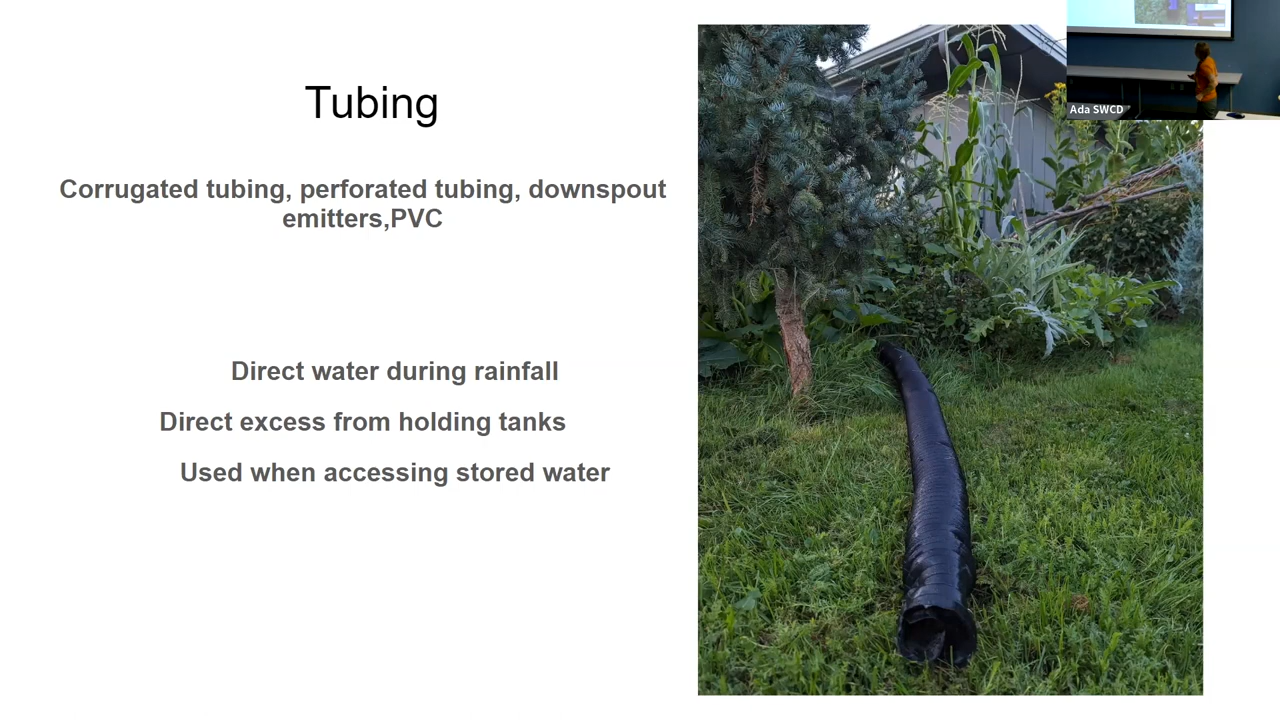 Tubing
Corrugated tubing, perforated tubing, downspout
emitters,PVC
Direct water during rainfall
Direct excess from holding tanks
Used when accessing stored water
Ada SWCD